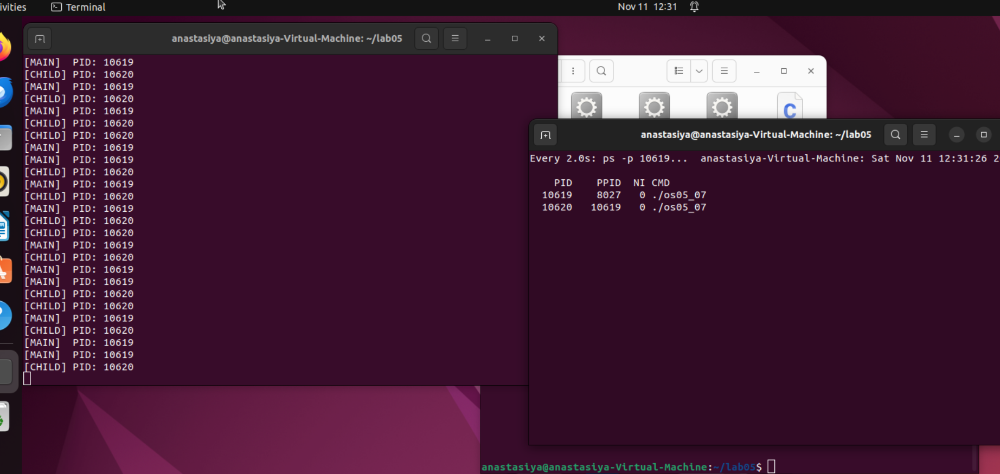 ivities
Terminal
Nov 11 12:31
anastasiya@anastasiya-Virtual-Machine: ~/lab05
[MAIN]  PID: 10619
[CHILD] PID: 10620
[MAIN]  PID: 10619
[CHILD] PID: 10620
[MAIN]  PID: 10619
[CHILD] PID: 10620
[CHILD] PID: 10620
[MAIN]  PID: 10619
[MAIN]  PID: 10619
[CHILD] PID: 10620
[MAIN]  PID: 10619
[CHILD] PID: 10620
[MAIN]  PID: 10619
[CHILD] PID: 10620
[CHILD] PID: 10620
[MAIN]  PID: 10619
[CHILD] PID: 10620
[MAIN]  PID: 10619
[MAIN]  PID: 10619
[CHILD] PID: 10620
[CHILD] PID: 10620
[MAIN]  PID: 10619
[CHILD] PID: 10620
[MAIN]  PID: 10619
[MAIN]  PID: 10619
[CHILD] PID: 10620
C
anastasiya@anastasiya-Virtual-Machine: ~/lab05
Every 2.0s: ps -p 10619...  anastasiya-Virtual-Machine: Sat Nov 11 12:31:26 2
PID    PPID  NI CMD
10619    8027   0 ./os05_07
10620   10619   0 ./os05_07
anastasiya@anastasiya-Virtual-Machine:~/lab05$